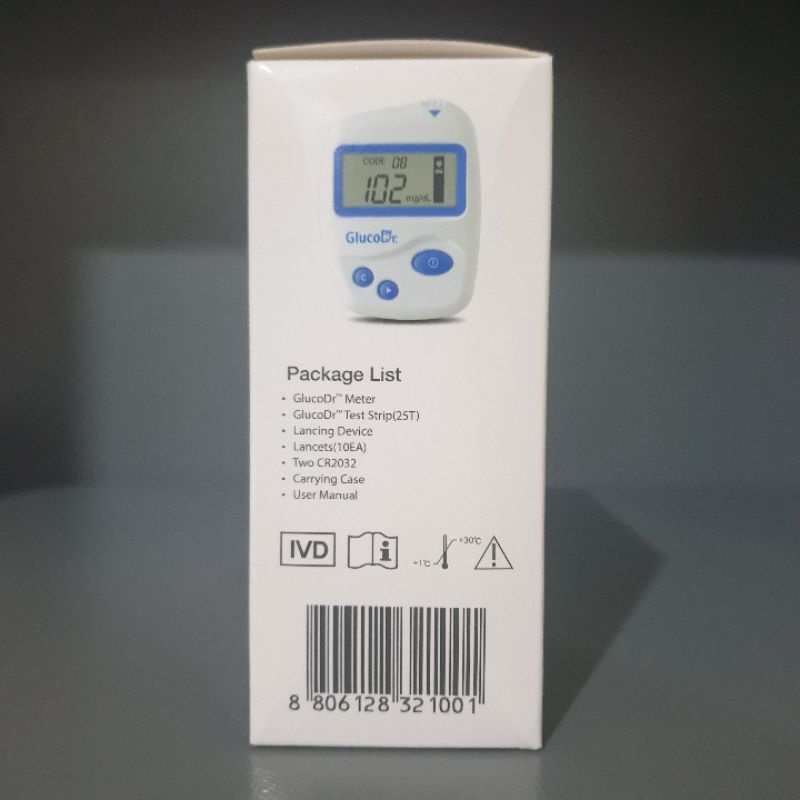 CODE 08
102 mg/dL
GlucoDr.
C
Package List
• GlucoDr™ Meter
• GlucoDr™ Test Strip(25T)
• Lancing Device
• Lancets(10EA)
• Two CR2032
• Carrying Case
• User Manual
IVD
i
+1℃
+30℃
!
8 806128 321001